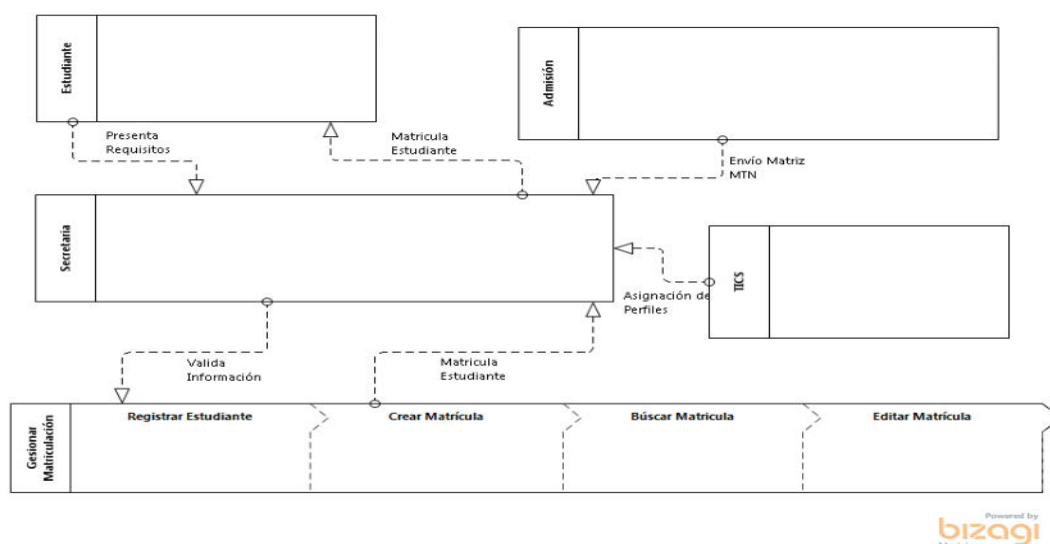 Estudiante
Admisión
Presenta
Requisitos
Matricula
Estudiante
Envío Matriz
MTN
Secretaria
TICS
Asignación de
Perfiles
Valida
Información
Matricula
Estudiante
Gesionar
Matriculación
Registrar Estudiante
Crear Matrícula
Búscar Matricula
Editar Matrícula
Powered by
bizagi